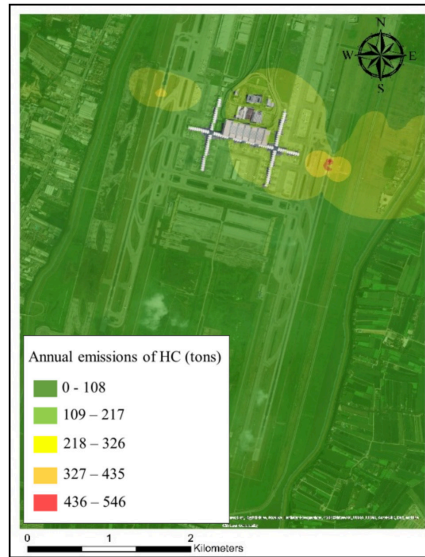 N
W
E
S
Annual emissions of HC (tons)
0 - 108
109 – 217
218 – 326
327 – 435
436 – 546
0
1
2
Kilometers